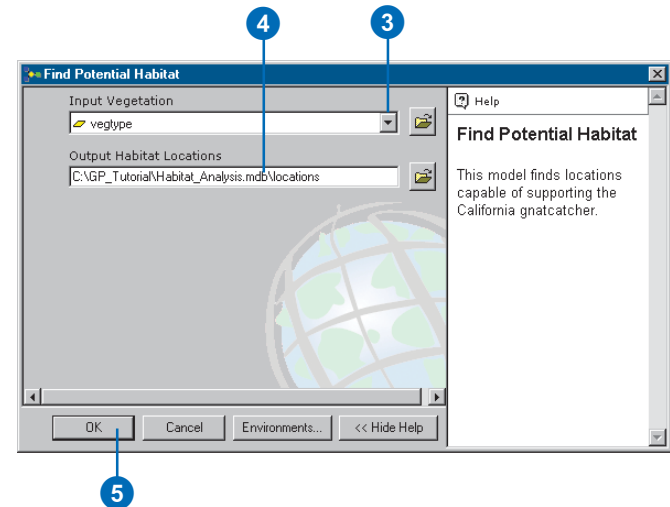 4
3
Find Potential Habitat
Input Vegetation
vegtype
Output Habitat Locations
C:\GP_Tutorial\Habitat_Analysis.mdb\locations
OK
Cancel
Environments...
<< Hide Help
Help
Find Potential Habitat
This model finds locations
capable of supporting the
California gnatcatcher.
5